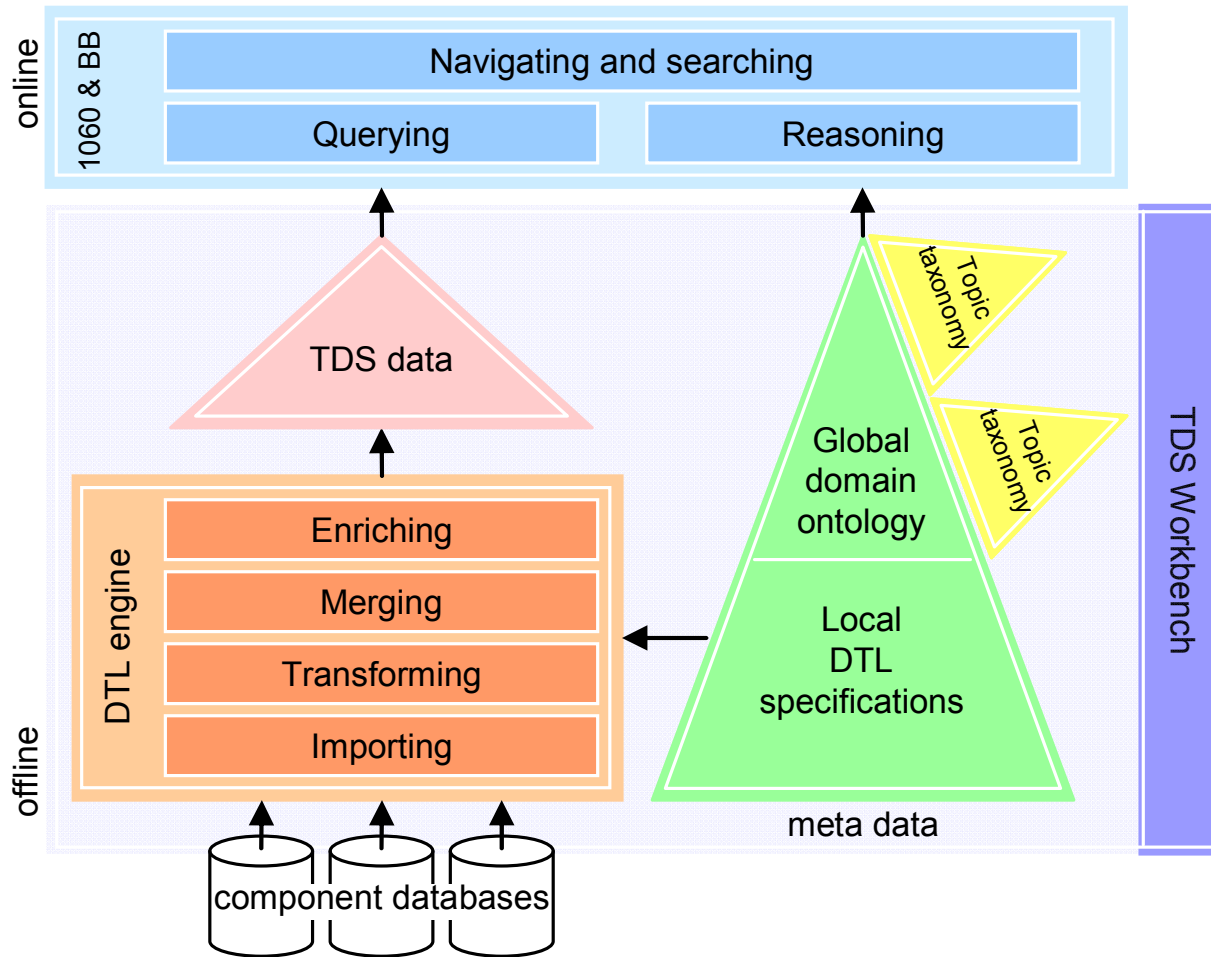 online
1060 & BB
Navigating and searching
Querying
Reasoning
TDS data
Topic
taxonomy
Topic
taxonomy
Global
domain
ontology
Local
DTL
specifications
meta data
TDS Workbench
offline
DTL engine
Enriching
Merging
Transforming
Importing
component databases